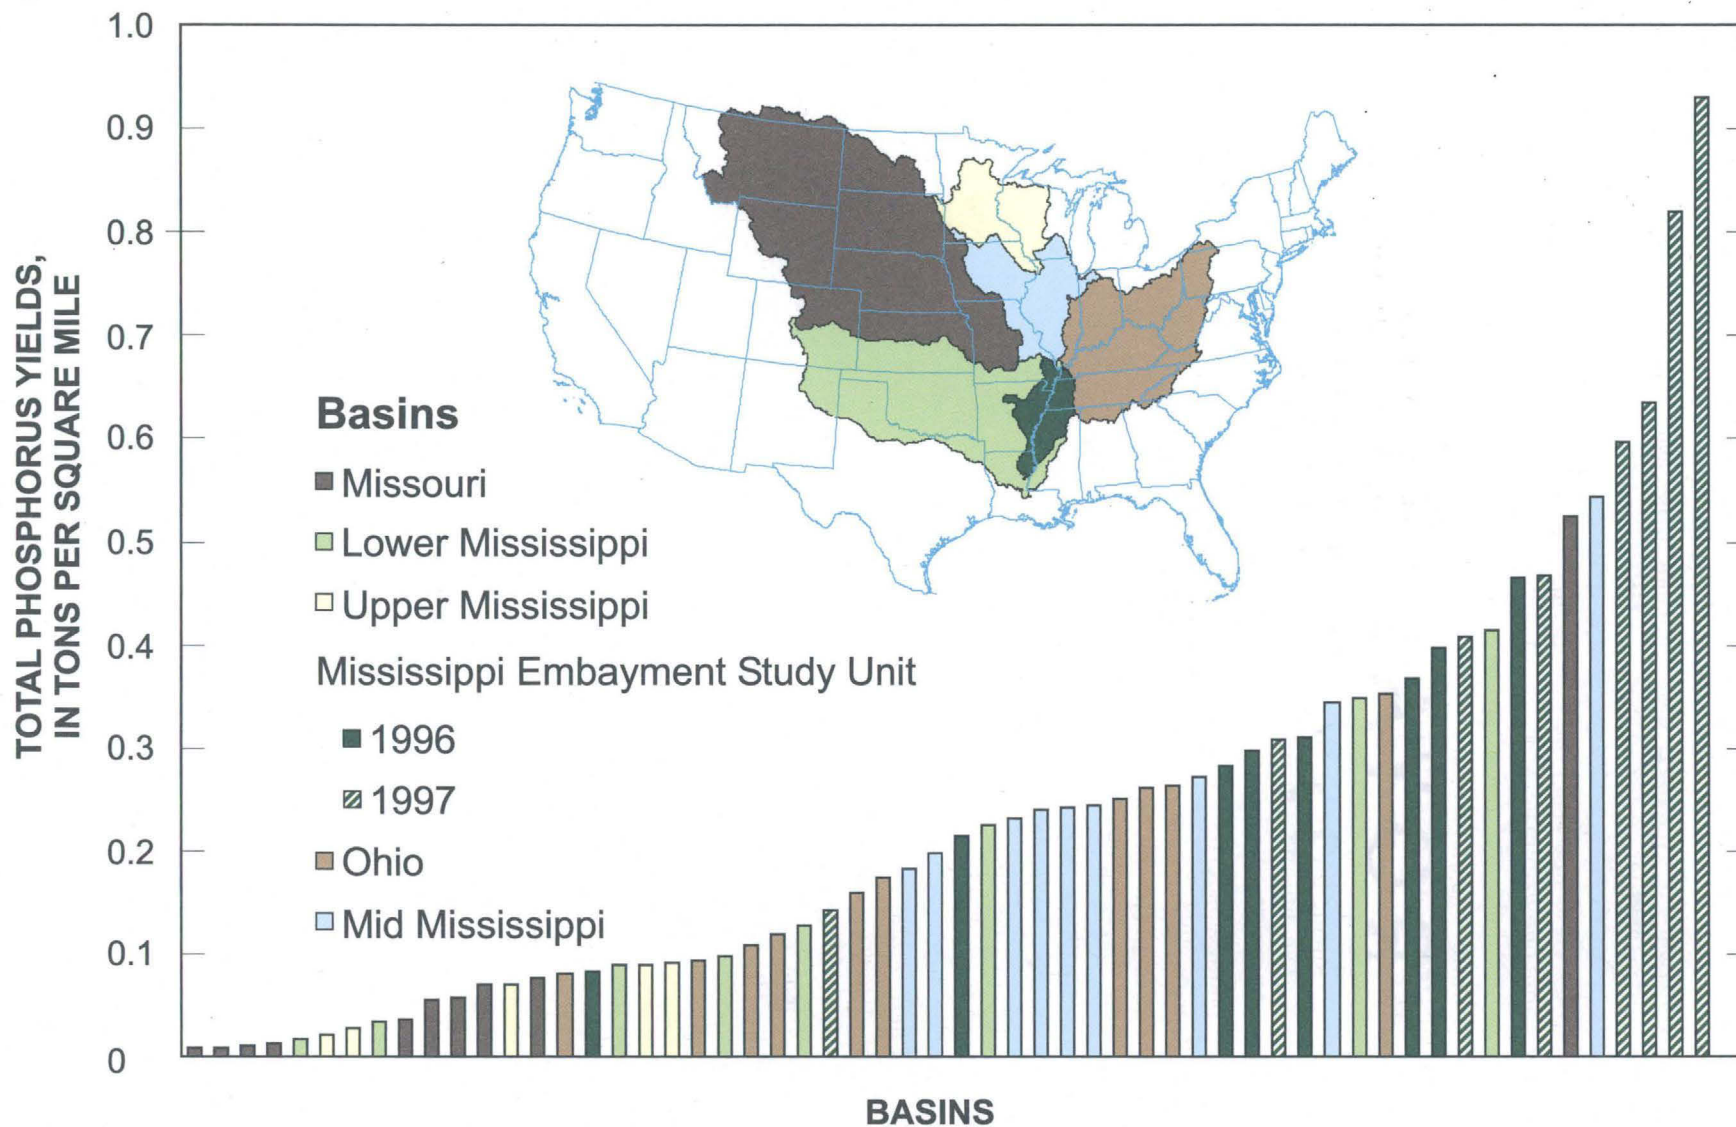 TOTAL PHOSPHORUS YIELDS,
IN TONS PER SQUARE MILE
1.0
0.9
0.8
0.7
0.6
0.5
0.4
0.3
0.2
0.1
0
Basins
Missouri
Lower Mississippi
Upper Mississippi
Mississippi Embayment Study Unit
1996
1997
Ohio
Mid Mississippi
BASINS